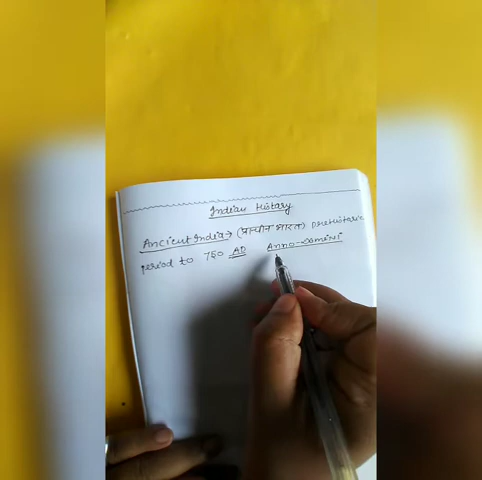 Indian History
Ancient India → (प्राचीन भारत) Prehistoric
period to 750 AD Anno-Domini